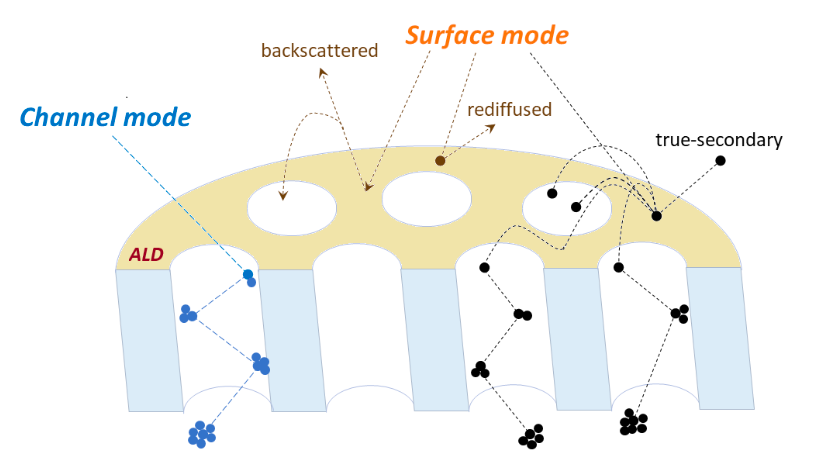 Surface mode
backscattered
rediffused
Channel mode
true-secondary
ALD